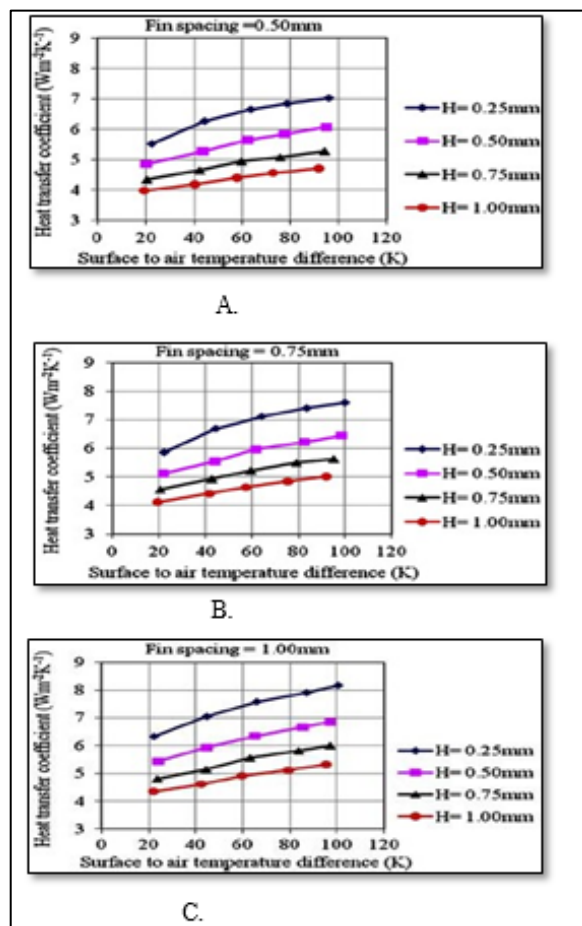 Fin spacing =0.50mm
Heat transfer coefficient (Wm⁻²K⁻¹)
9
8
7
6
5
4
3
0 20 40 60 80 100 120
Surface to air temperature difference (K)
H= 0.25mm
H= 0.50mm
H= 0.75mm
H= 1.00mm
A.
Fin spacing = 0.75mm
Heat transfer coefficient (Wm⁻²K⁻¹)
9
8
7
6
5
4
3
0 20 40 60 80 100 120
Surface to air temperature difference (K)
H= 0.25mm
H= 0.50mm
H= 0.75mm
H= 1.00mm
B.
Fin spacing = 1.00mm
Heat transfer coefficient (Wm⁻²K⁻¹)
9
8
7
6
5
4
3
0 20 40 60 80 100 120
Surface to air temperature difference (K)
H= 0.25mm
H= 0.50mm
H= 0.75mm
H= 1.00mm
C.